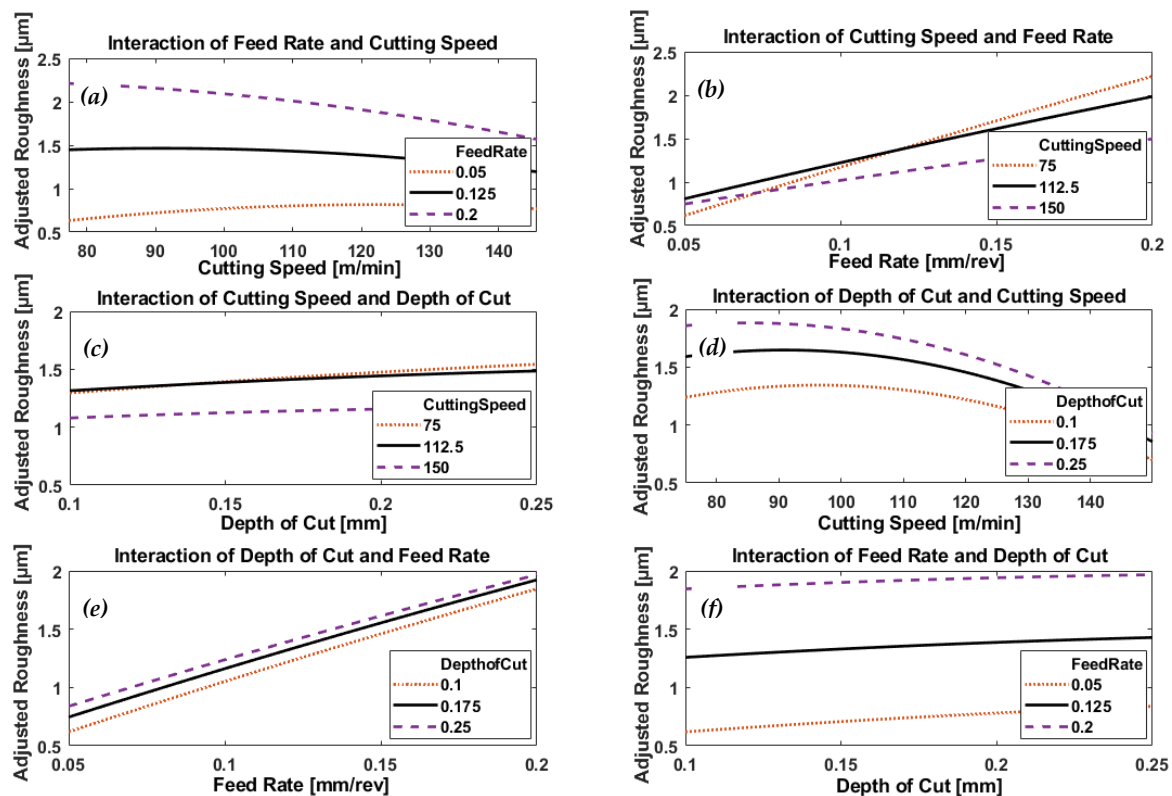 Interaction of Feed Rate and Cutting Speed
Adjusted Roughness [µm]
2.5
2
1.5
1
0.5
(a)
FeedRate
0.05
0.125
0.2
80 90 100 110 120 130 140
Cutting Speed [m/min]
Interaction of Cutting Speed and Feed Rate
Adjusted Roughness [µm]
2.5
2
1.5
1
0.5
(b)
CuttingSpeed
75
112.5
150
0.05 0.1 0.15 0.2
Feed Rate [mm/rev]
Interaction of Cutting Speed and Depth of Cut
Adjusted Roughness [µm]
2
1.5
1
0.5
(c)
CuttingSpeed
75
112.5
150
0.1 0.15 0.2 0.25
Depth of Cut [mm]
Interaction of Depth of Cut and Cutting Speed
Adjusted Roughness [µm]
2
1.5
1
0.5
(d)
DepthofCut
0.1
0.175
0.25
80 90 100 110 120 130 140
Cutting Speed [m/min]
Interaction of Depth of Cut and Feed Rate
Adjusted Roughness [µm]
2
1.5
1
0.5
(e)
DepthofCut
0.1
0.175
0.25
0.05 0.1 0.15 0.2
Feed Rate [mm/rev]
Interaction of Feed Rate and Depth of Cut
Adjusted Roughness [µm]
2
1.5
1
0.5
(f)
FeedRate
0.05
0.125
0.2
0.1 0.15 0.2 0.25
Depth of Cut [mm]